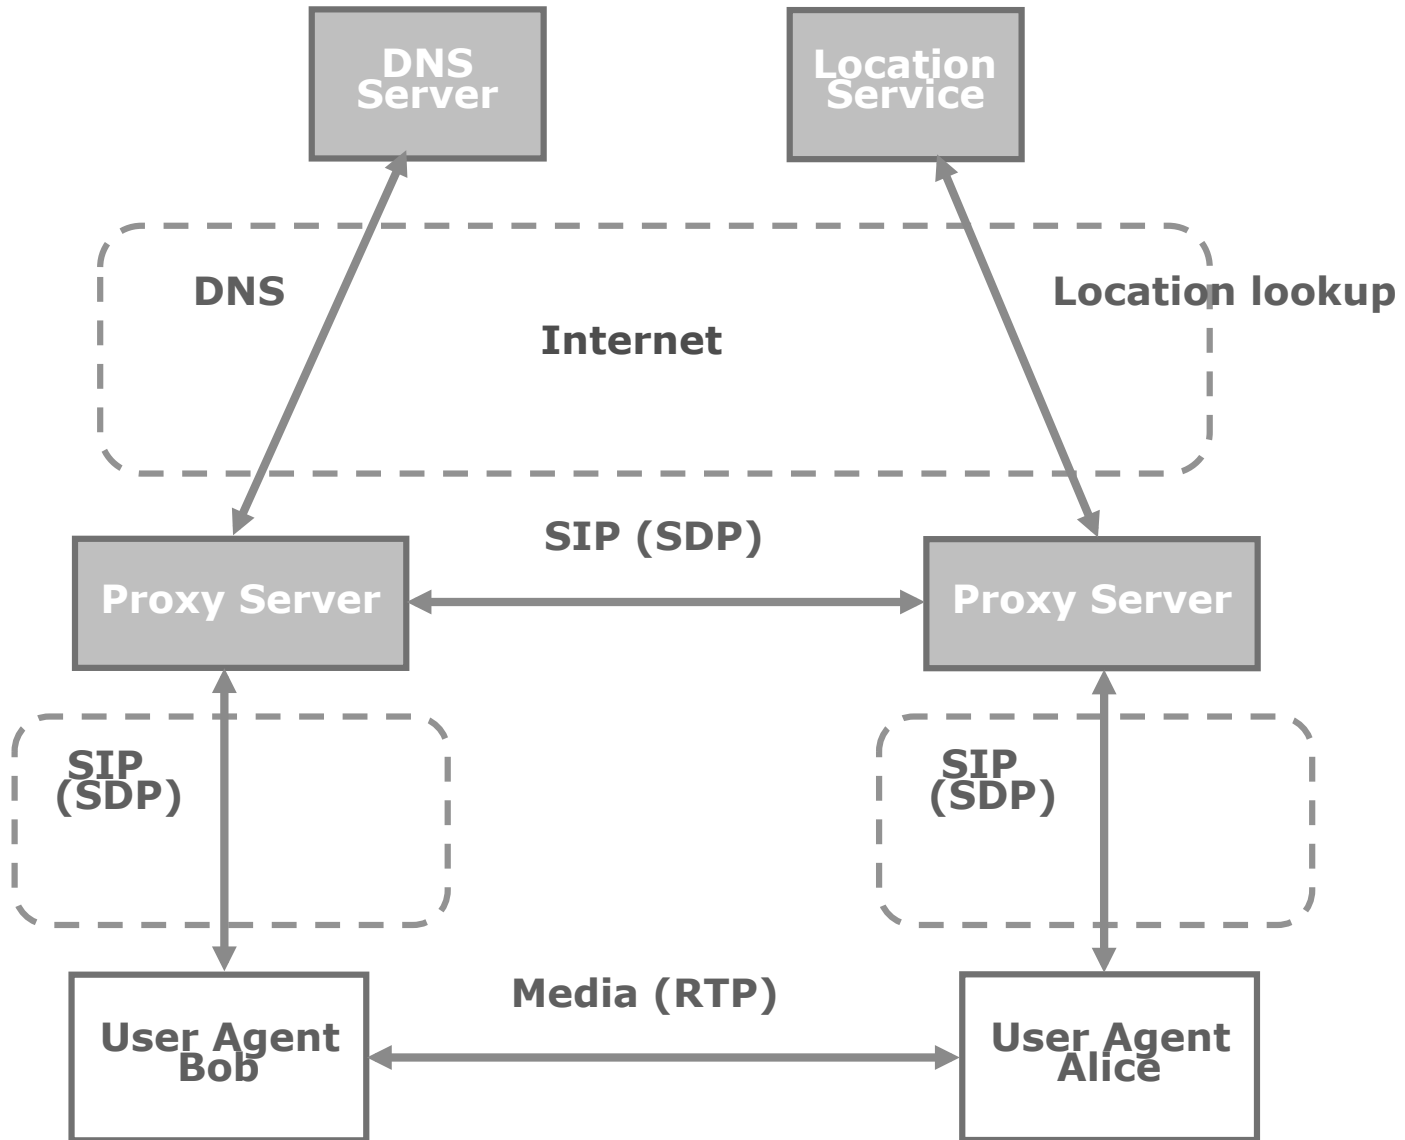 DNS
Server
Location
Service
DNS
Location lookup
Internet
SIP (SDP)
Proxy Server
Proxy Server
SIP
(SDP)
SIP
(SDP)
Media (RTP)
User Agent
Bob
User Agent
Alice